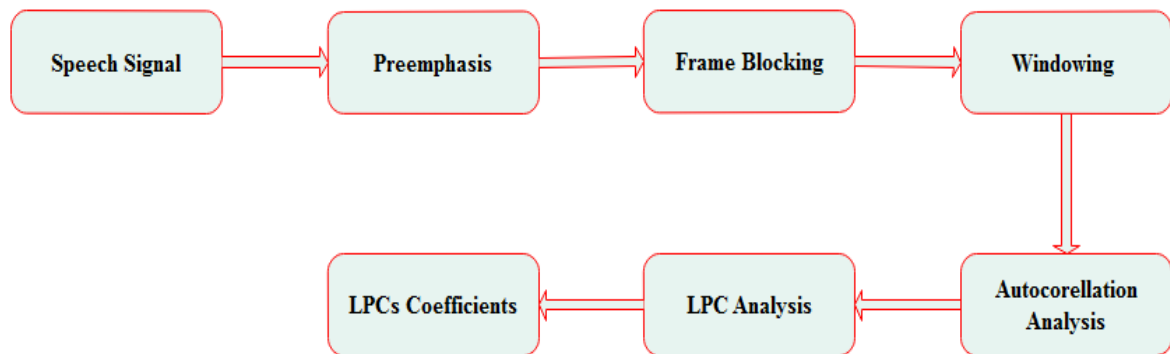 Speech Signal
Preemphasis
Frame Blocking
Windowing
Autocorellation
Analysis
LPC Analysis
LPCs Coefficients